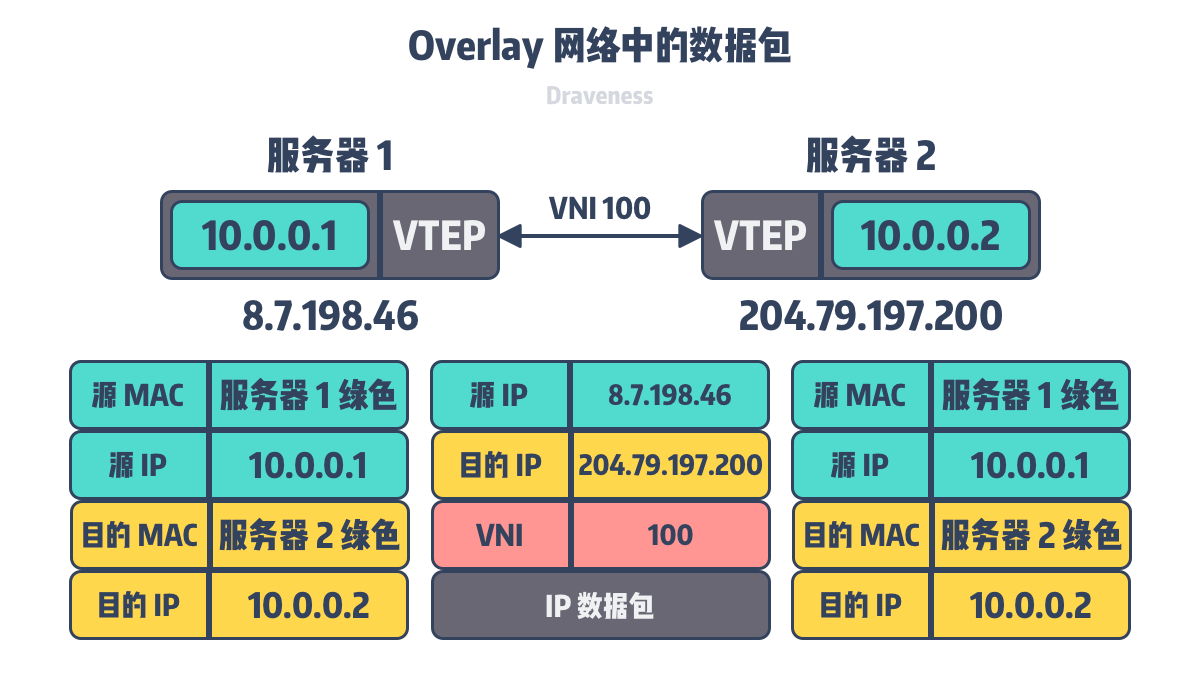 Overlay 网络中的数据包
Draveness
服务器 1
服务器 2
10.0.0.1
VTEP
VNI 100
VTEP
10.0.0.2
8.7.198.46
204.79.197.200
源 MAC
服务器 1 绿色
源 IP
10.0.0.1
目的 MAC
服务器 2 绿色
目的 IP
10.0.0.2
源 IP
8.7.198.46
目的 IP
204.79.197.200
VNI
100
IP 数据包
源 MAC
服务器 1 绿色
源 IP
10.0.0.1
目的 MAC
服务器 2 绿色
目的 IP
10.0.0.2